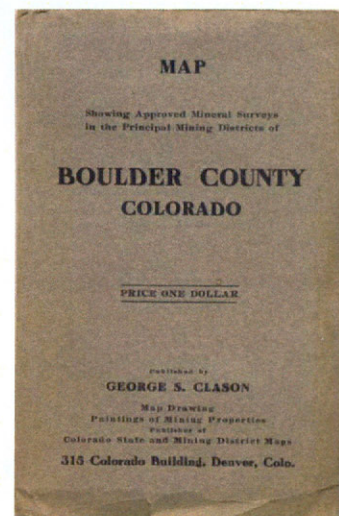 MAP
Showing Approved Mineral Surveys
in the Principal Mining Districts of
BOULDER COUNTY
COLORADO
PRICE ONE DOLLAR
Published by
GEORGE S. CLASON
Map Drawing
Paintings of Mining Properties
Publisher of
Colorado State and Mining District Maps
315 Colorado Building, Denver, Colo.